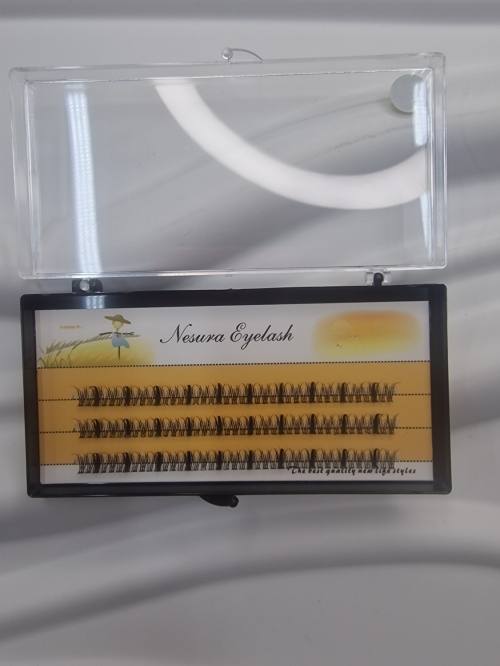 Nesura Eyelash
The best quality new life styles